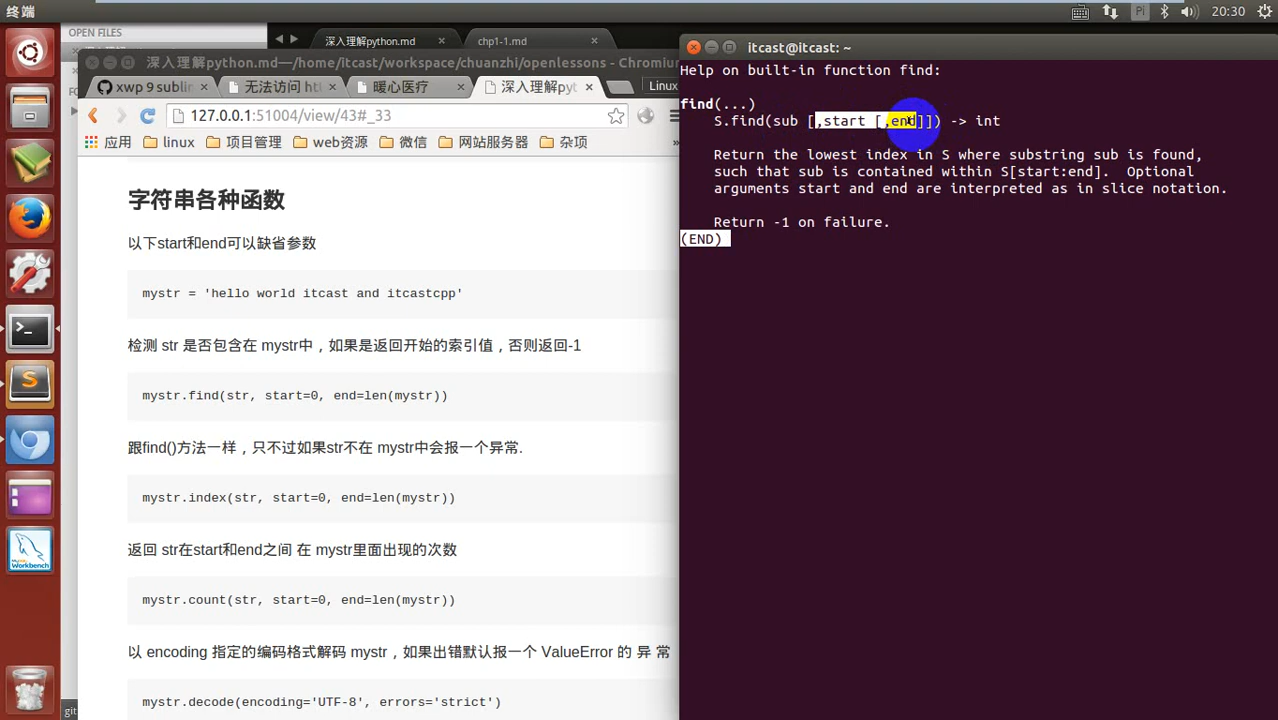 终端
Pi
20:30
OPEN FILES
深入理解python.md
chp1-1.md
深入理解python.md—/home/itcast/workspace/chuanzhi/openlessons - Chromiu
xwp 9 sublin
无法访问 htt
暖心医疗
深入理解py
Linux
127.0.0.1:51004/view/43#_33
应用
linux
项目管理
web资源
微信
网站服务器
杂项
字符串各种函数
以下start和end可以缺省参数
mystr = 'hello world itcast and itcastcpp'
检测 str 是否包含在 mystr中，如果是返回开始的索引值，否则返回-1
mystr.find(str, start=0, end=len(mystr))
跟find()方法一样，只不过如果str不在 mystr中会报一个异常.
mystr.index(str, start=0, end=len(mystr))
返回 str在start和end之间 在 mystr里面出现的次数
mystr.count(str, start=0, end=len(mystr))
以 encoding 指定的编码格式解码 mystr，如果出错默认报一个 ValueError 的 异 常
mystr.decode(encoding='UTF-8', errors='strict')
git
MySQL
Workbench
itcast@itcast: ~
Help on built-in function find:
find(...)
S.find(sub [,start [,end]]) -> int
Return the lowest index in S where substring sub is found,
such that sub is contained within S[start:end].  Optional
arguments start and end are interpreted as in slice notation.
Return -1 on failure.
(END)